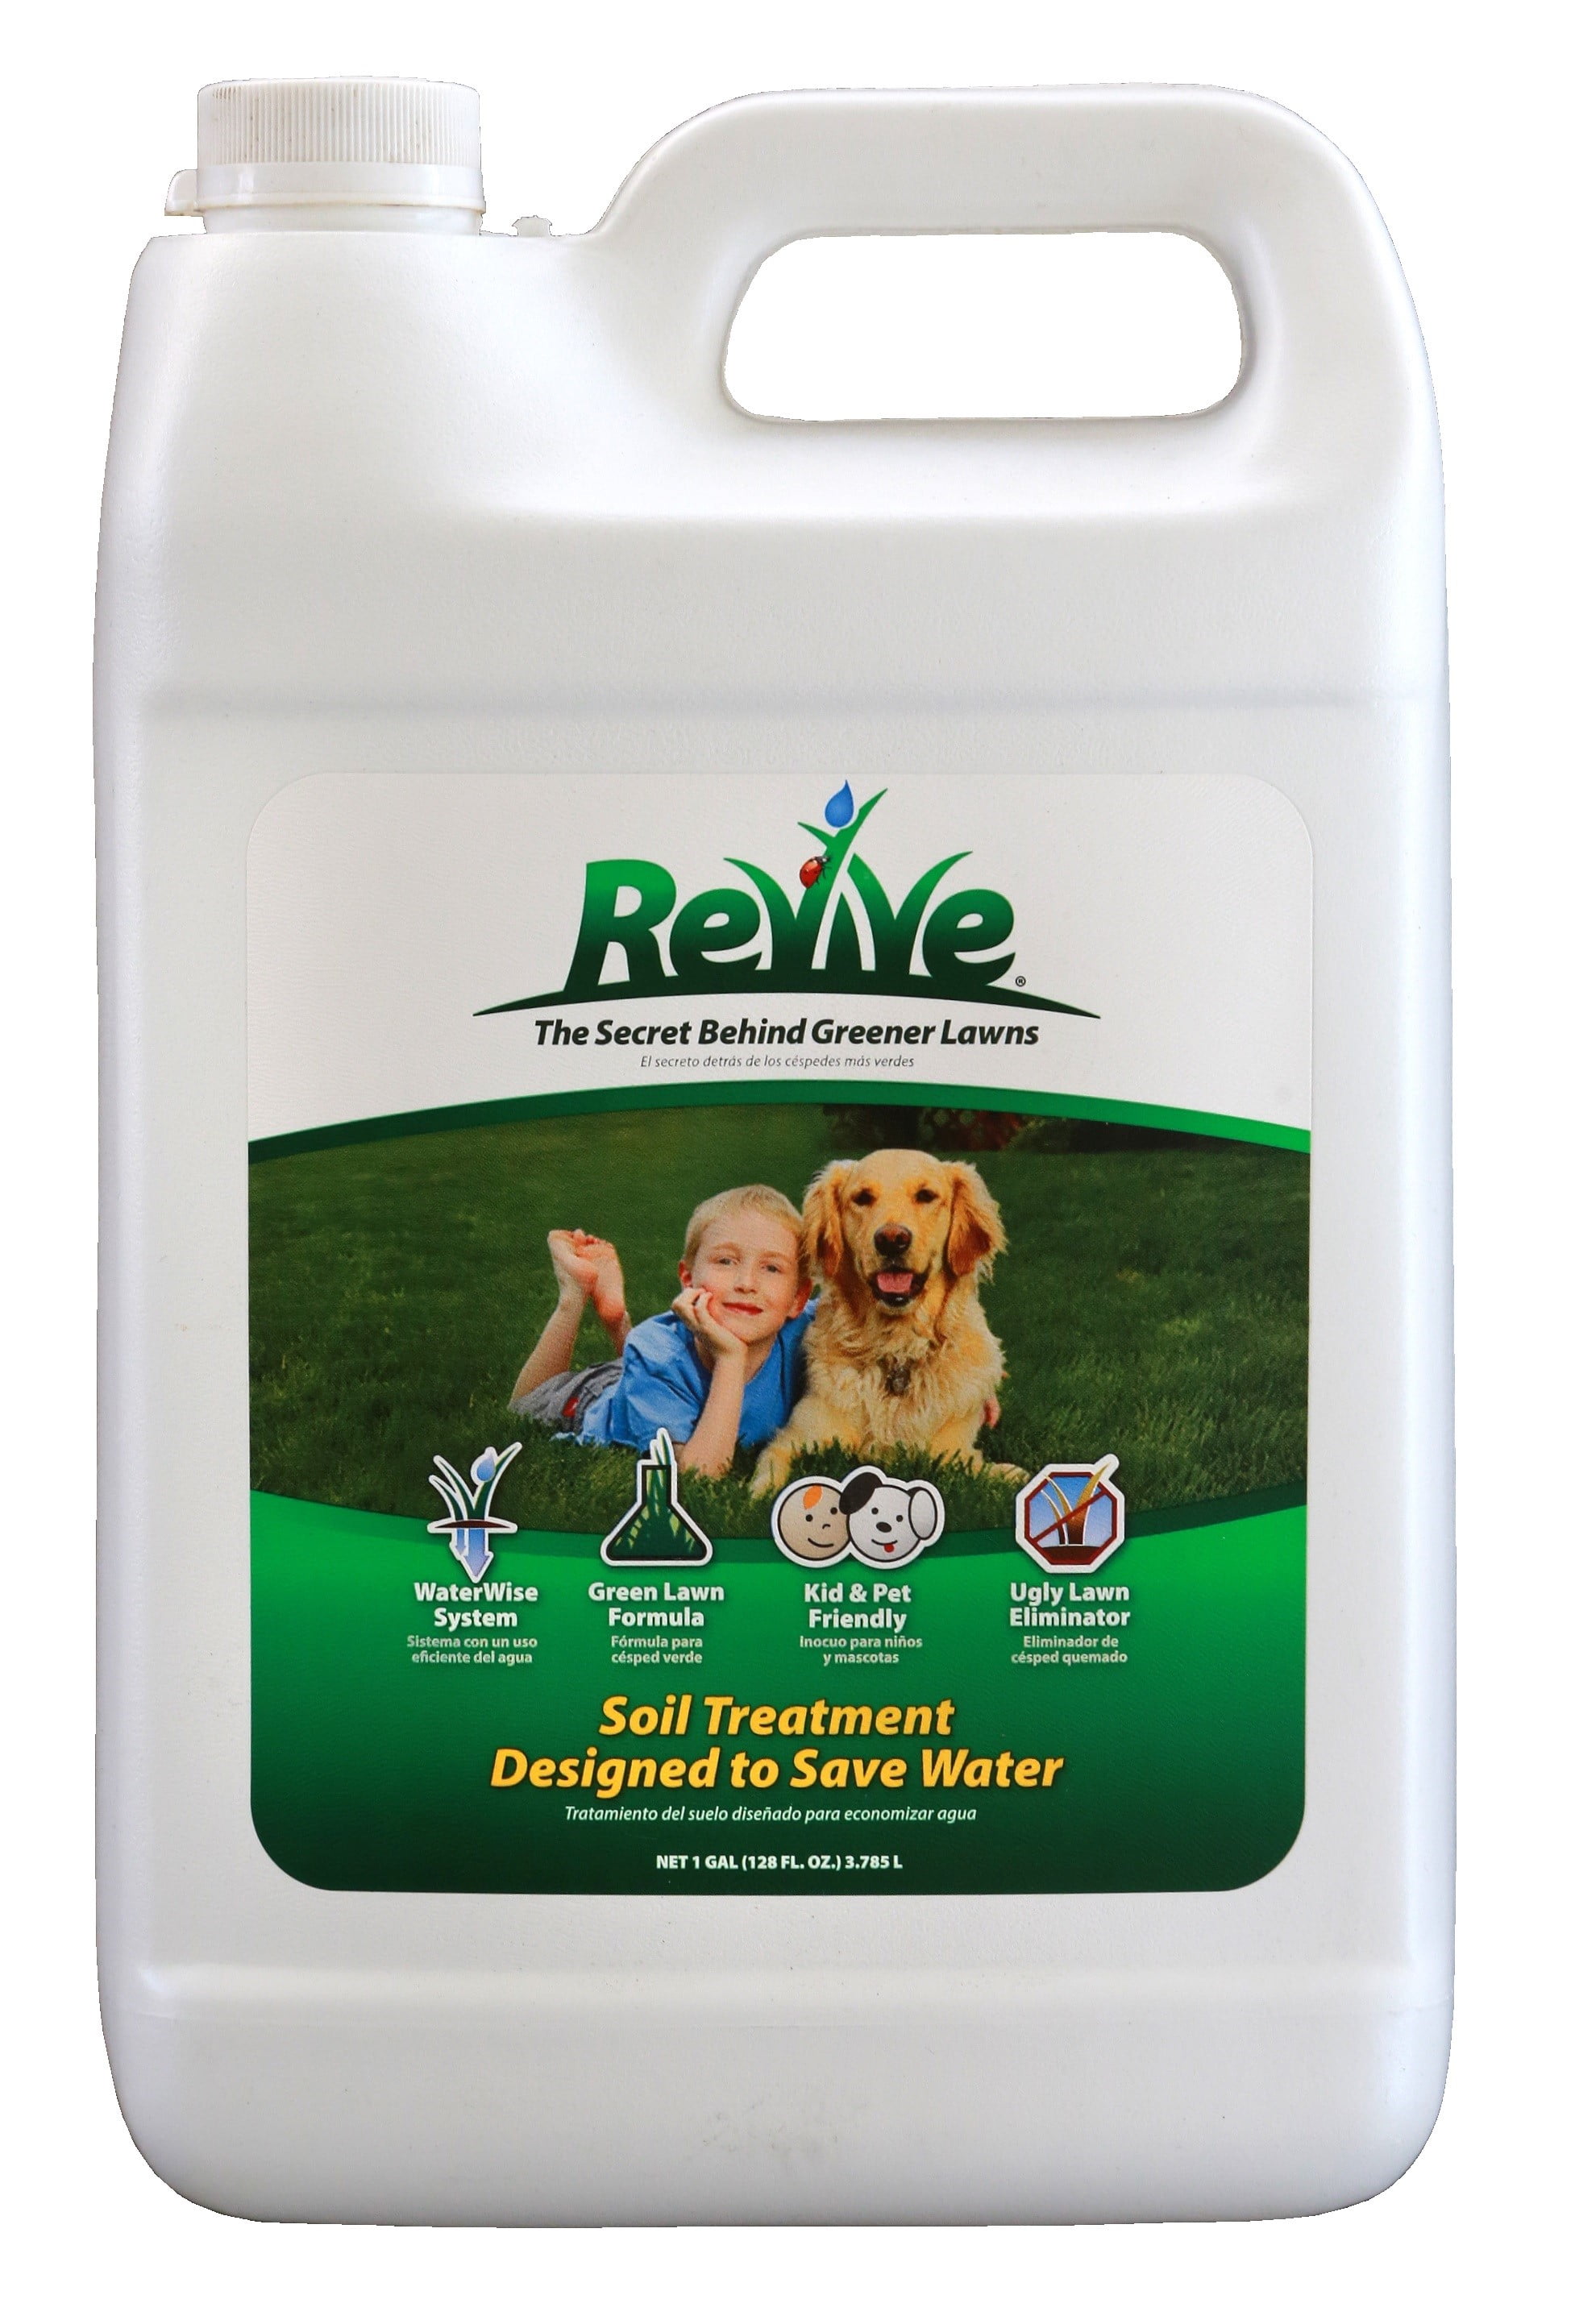 Revive®
The Secret Behind Greener Lawns
El secreto detrás de los céspedes más verdes
WaterWise
System
Sistema con un uso
eficiente del agua
Green Lawn
Formula
Fórmula para
césped verde
Kid & Pet
Friendly
Inocuo para niños
y mascotas
Ugly Lawn
Eliminator
Eliminador de
césped quemado
Soil Treatment
Designed to Save Water
Tratamiento del suelo diseñado para economizar agua
NET 1 GAL (128 FL. OZ.) 3.785 L